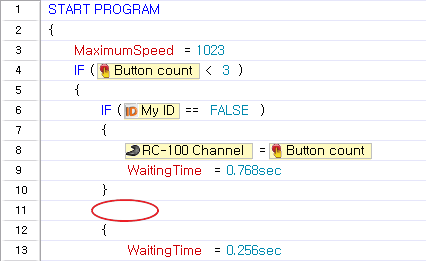 1 START PROGRAM
2 {
3 MaximumSpeed = 1023
4 IF ( Button count < 3 )
5 {
6 IF ( ID My ID == FALSE )
7 {
8 RC-100 Channel = Button count
9 WaitingTime = 0.768sec
10 }
11
12 {
13 WaitingTime = 0.256sec